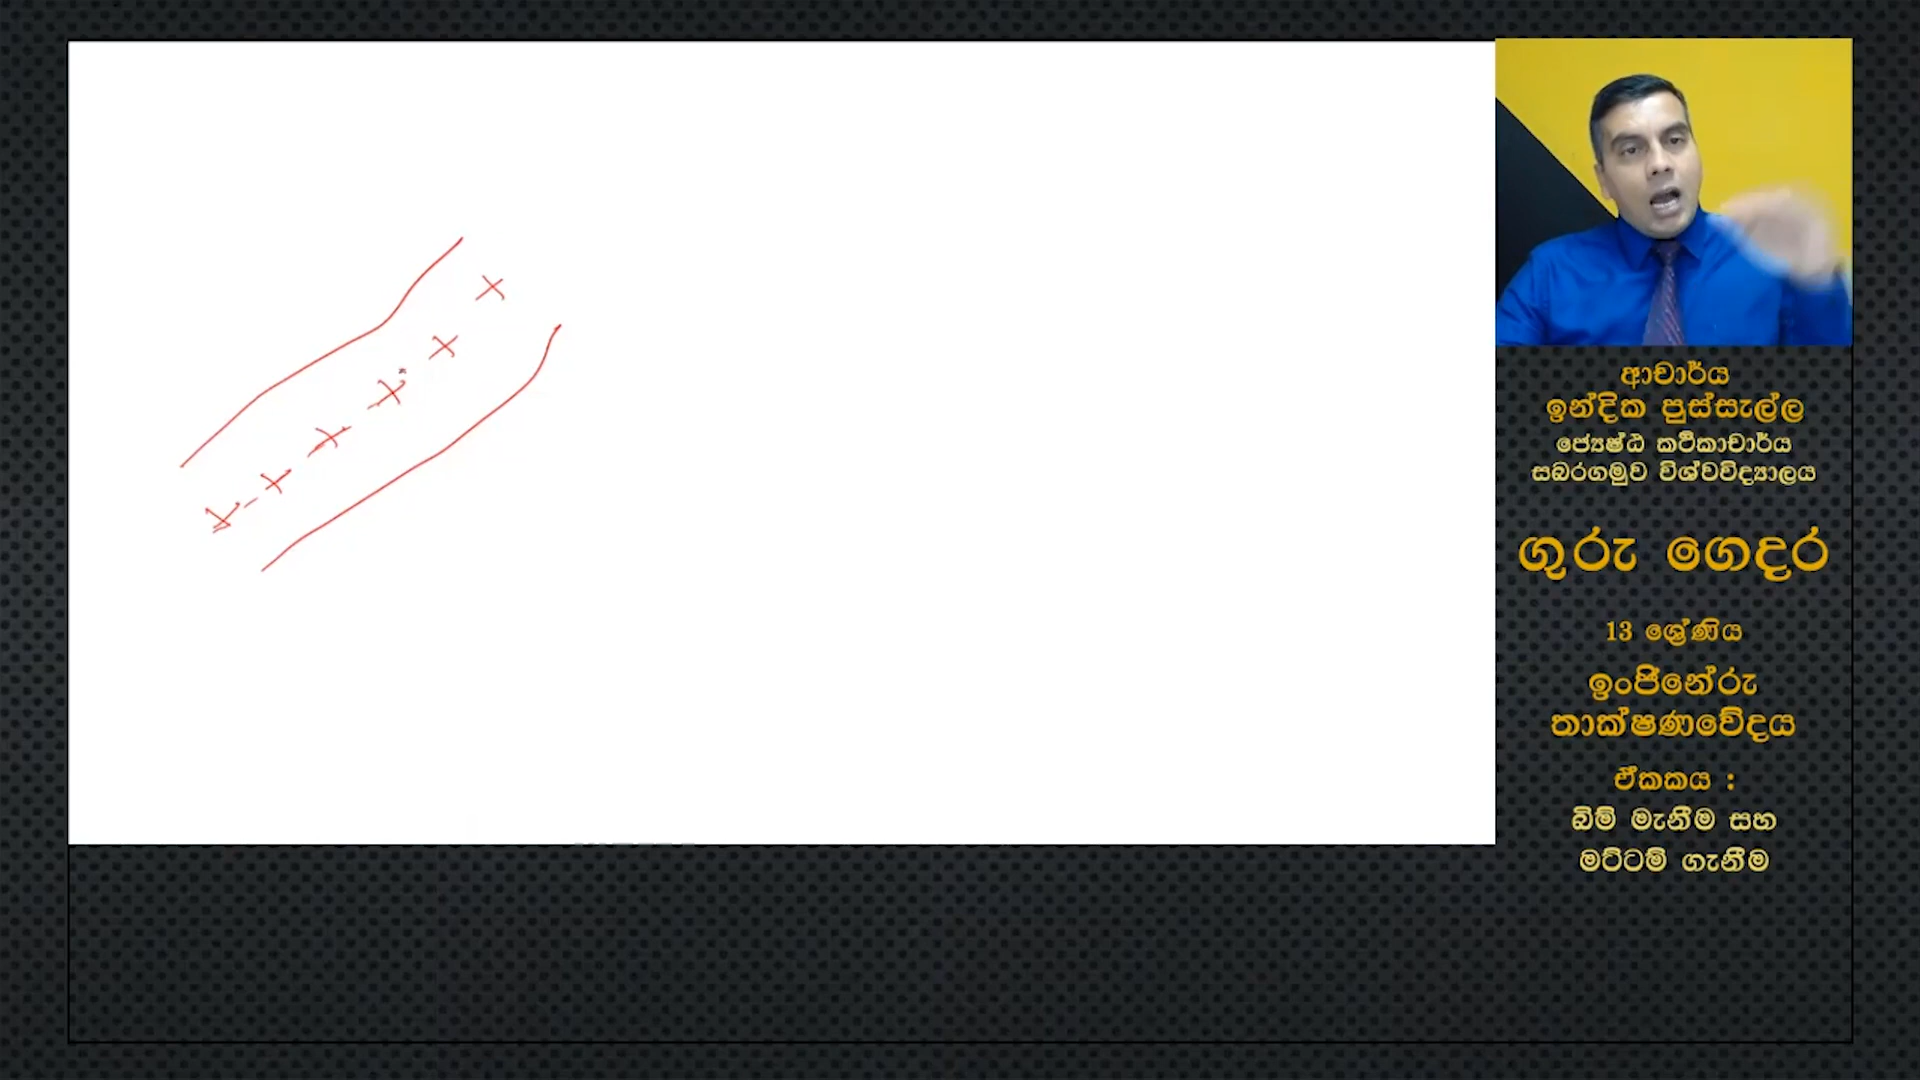 ආචාර්ය
ඉන්දික පුස්සැල්ල
ජ්‍යෙෂ්ඨ කථිකාචාර්ය
සබරගමුව විශ්වවිද්‍යාලය
ගුරු ගෙදර
13 ශ්‍රේණිය
ඉංජිනේරු
තාක්ෂණවේදය
ඒකකය :
බිම් මැනීම සහ
මට්ටම් ගැනීම